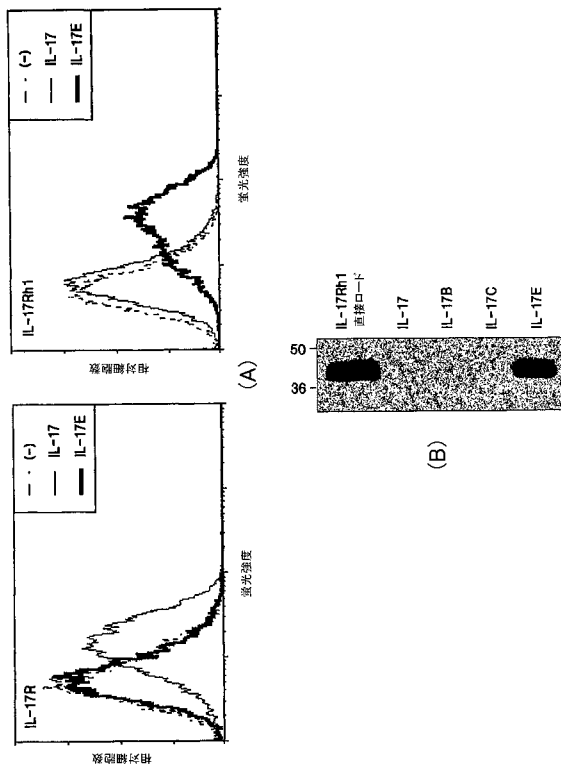 IL-17R
— · (-)
— IL-17
━ IL-17E
相対細胞数
蛍光強度
IL-17Rh1
— · (-)
— IL-17
━ IL-17E
相対細胞数
蛍光強度
(A)
(B)
50
36
IL-17Rh1
直接ロード
IL-17
IL-17B
IL-17C
IL-17E